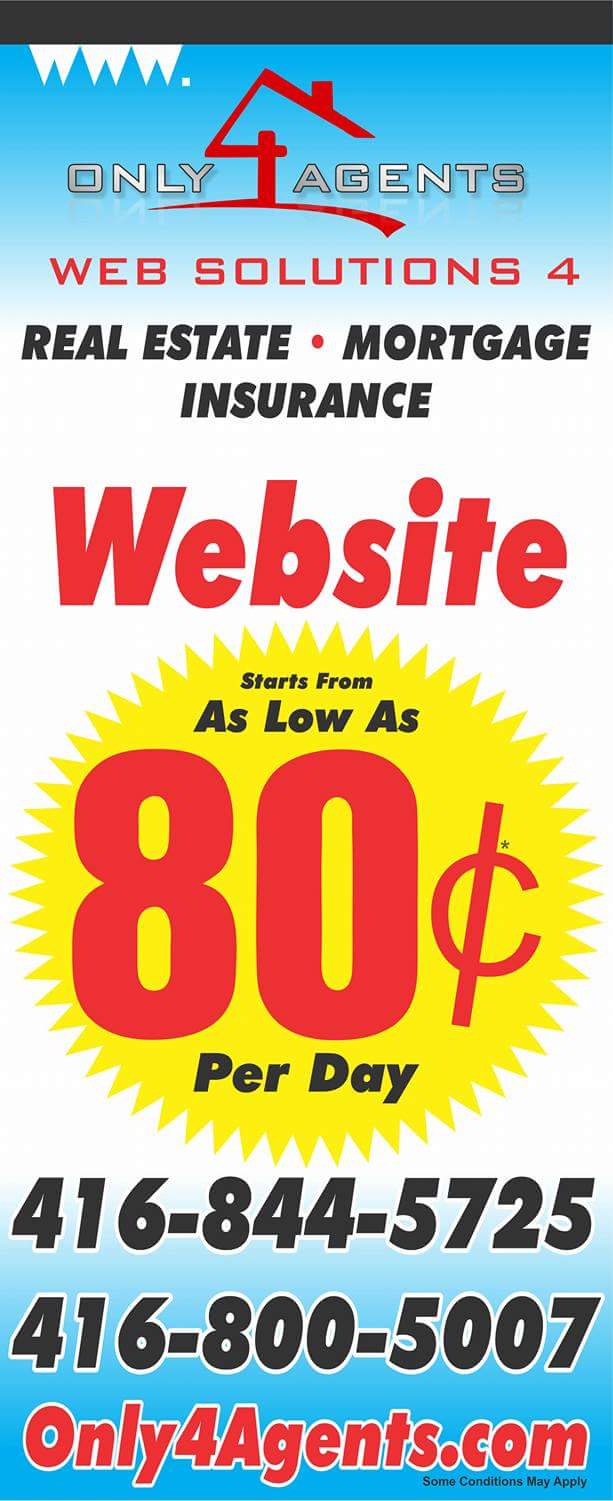 www.
ONLY 4 AGENTS
WEB SOLUTIONS 4
REAL ESTATE • MORTGAGE
INSURANCE
Website
Starts From
As Low As
80¢*
Per Day
416-844-5725
416-800-5007
Only4Agents.com
Some Conditions May Apply